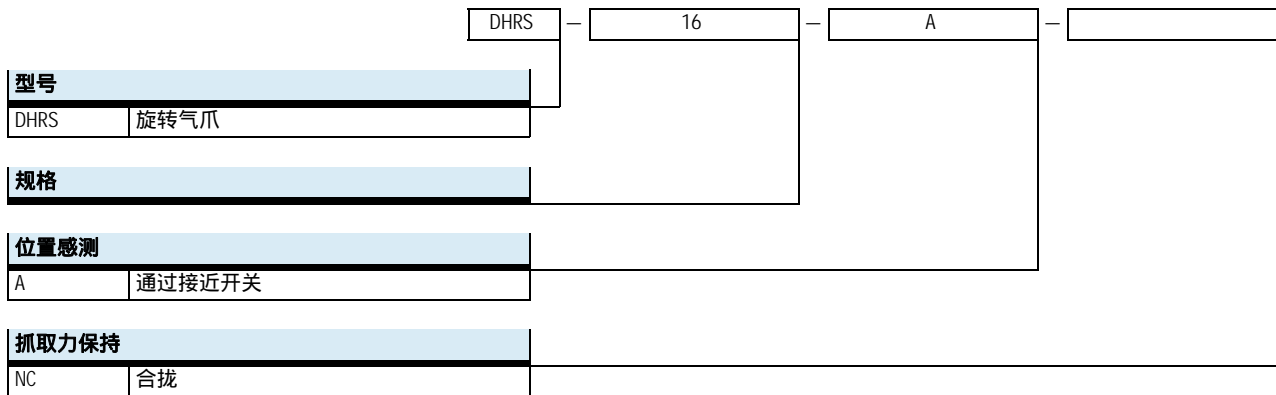 DHRS — 16 — A —
型号
DHRS 旋转气爪
规格
位置感测
A 通过接近开关
抓取力保持
NC 合拢